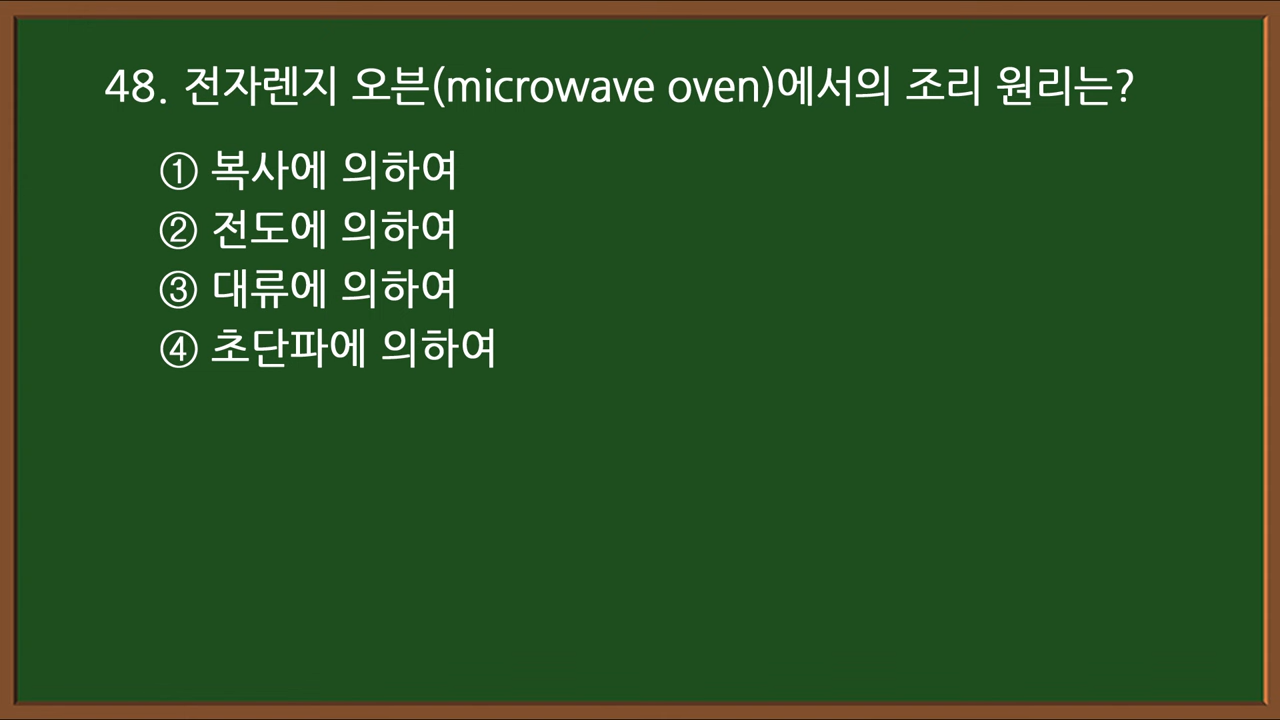 48. 전자렌지 오븐(microwave oven)에서의 조리 원리는?
① 복사에 의하여
② 전도에 의하여
③ 대류에 의하여
④ 초단파에 의하여